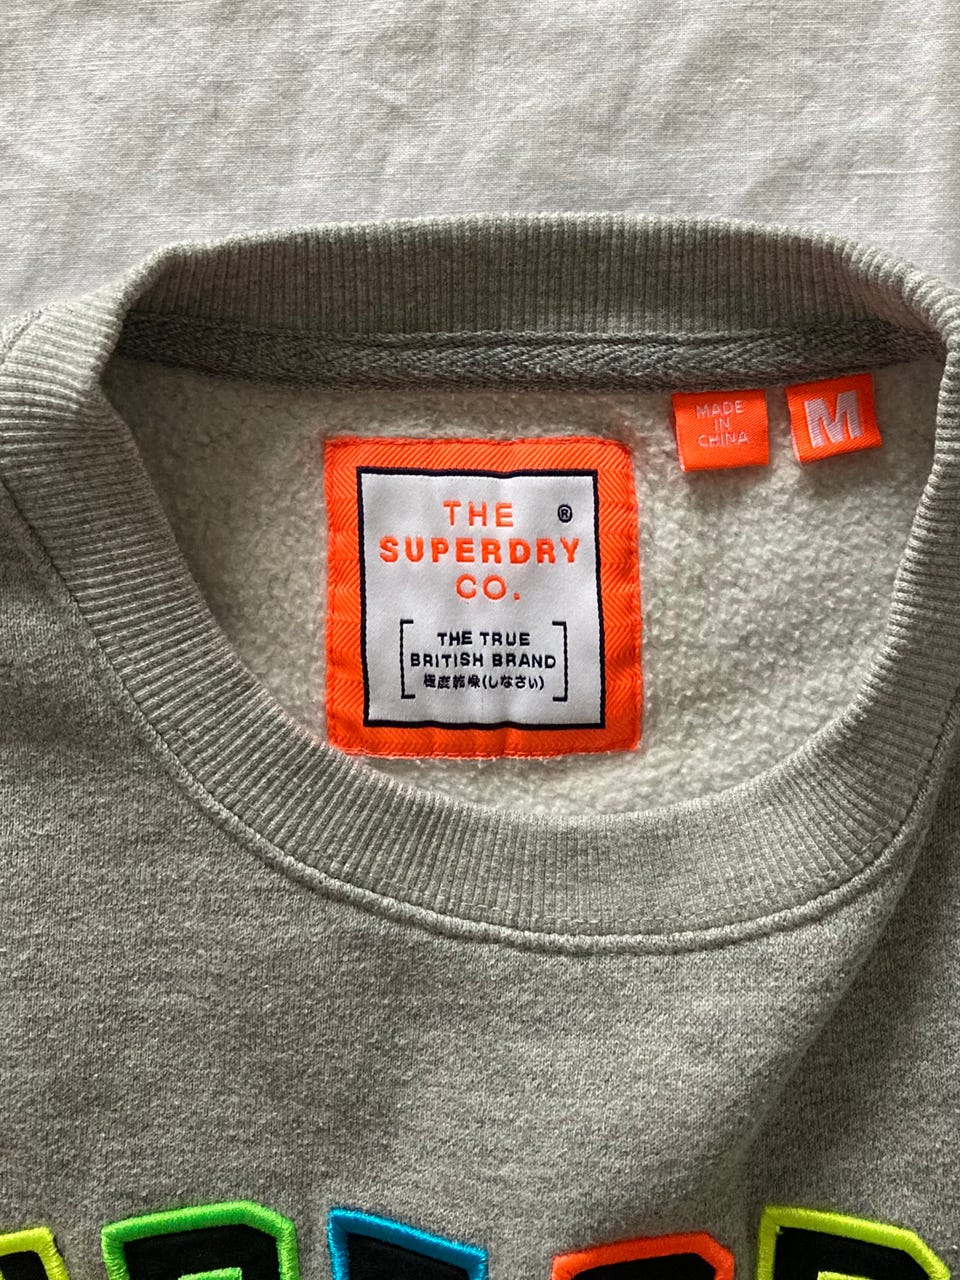 THE ®
SUPERDRY
CO.
THE TRUE
BRITISH BRAND
極度乾燥(しなさい)
MADE
IN
CHINA
M